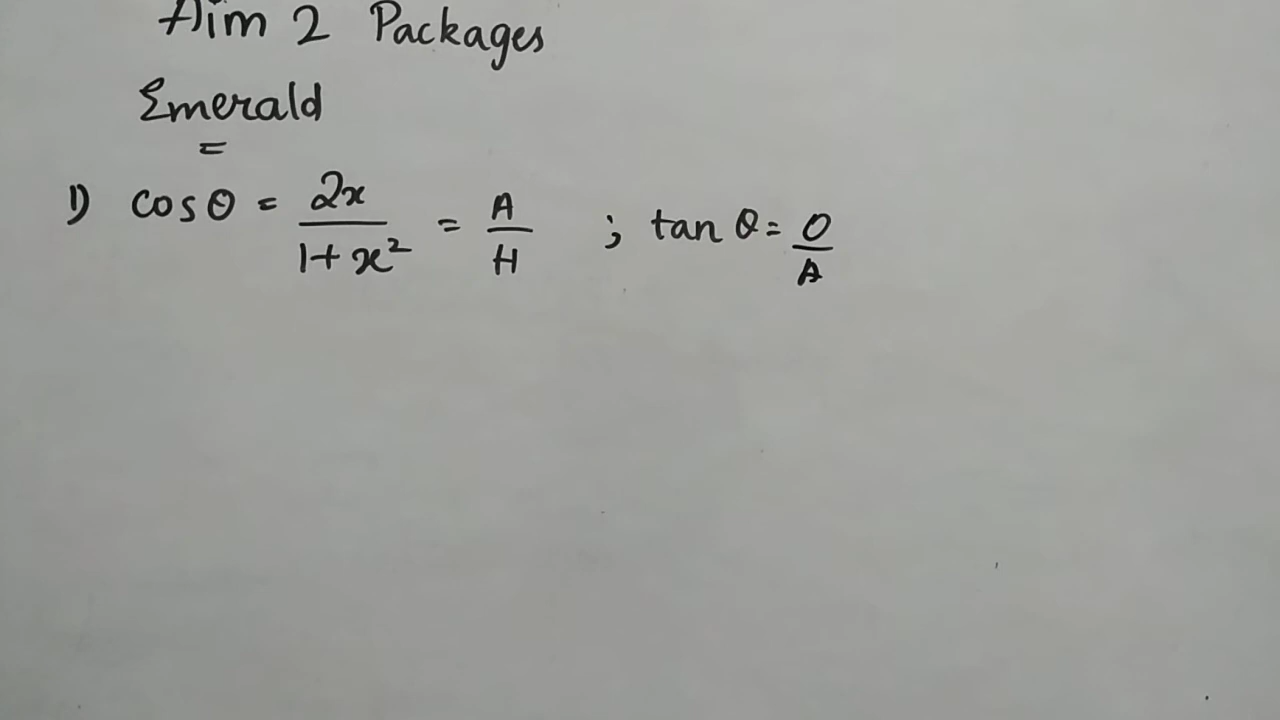 Aim 2 Packages
Emerald
=
1) cos θ = 2x / 1+x² = A / H ; tan θ = O / A